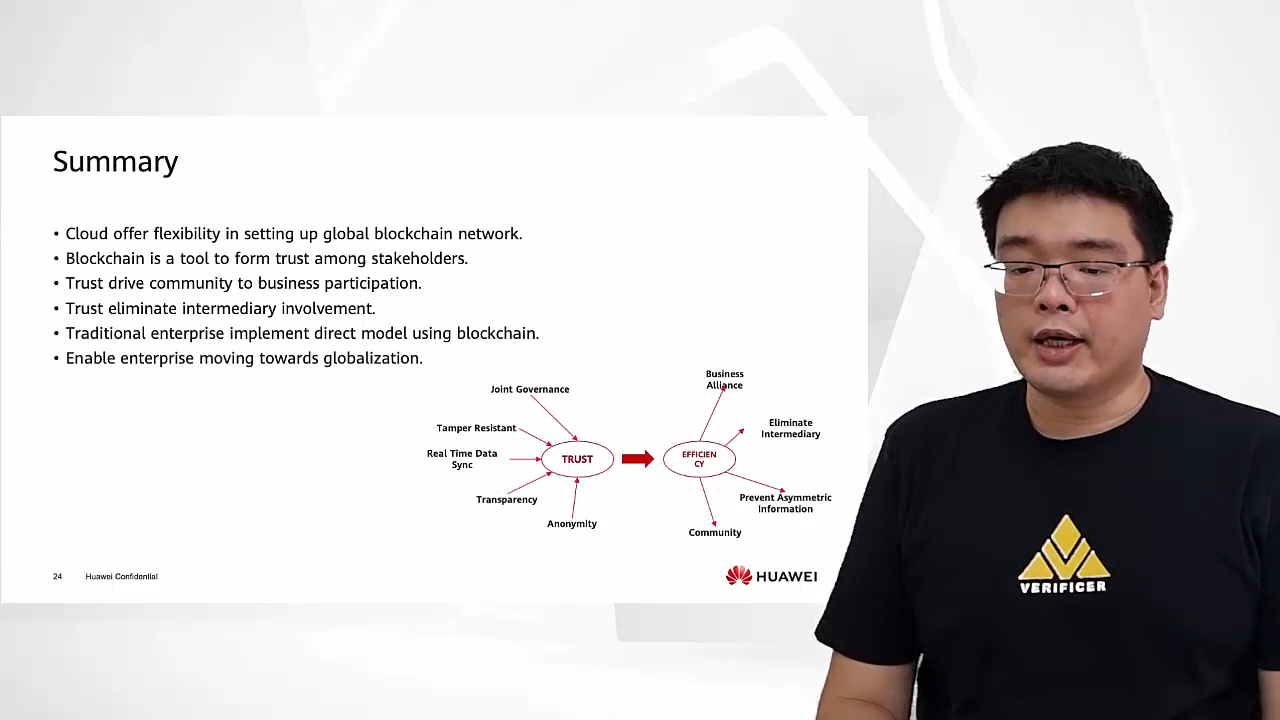 Summary
• Cloud offer flexibility in setting up global blockchain network.
• Blockchain is a tool to form trust among stakeholders.
• Trust drive community to business participation.
• Trust eliminate intermediary involvement.
• Traditional enterprise implement direct model using blockchain.
• Enable enterprise moving towards globalization.
Joint Governance
Tamper Resistant
Real Time Data
Sync
Transparency
Anonymity
TRUST
EFFICIEN
CY
Business
Alliance
Eliminate
Intermediary
Prevent Asymmetric
Information
Community
24
Huawei Confidential
HUAWEI
VERIFICER